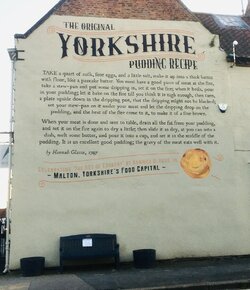 THE ORIGINAL
YORKSHIRE
PUDDING RECIPE
TAKE a quart of milk, four eggs, and a little salt, make it up into a thick batter
with flour, like a pancake batter. You must have a good piece of meat at the fire,
take a stew-pan and put some dripping in, set it on the fire; when it boils, pour
in your pudding; let it bake on the fire till you think it is nigh enough, then turn
a plate upside down in the dripping pan, that the dripping might not be black'd;
set your stew-pan on it under your meat and let the dripping drop on the
pudding, and the heat of the fire come to it, to make it of a fine brown.
When your meat is done and sent to table, drain all the fat from your pudding,
and set it on the fire again to dry a little; then slide it as dry, as you can into a
dish, melt some butter, and pour it into a cup, and set it in the middle of the
pudding. It is an excellent good pudding; the gravy of the meat eats well with it.
by Hannah Glasse, 1747
- MALTON, YORKSHIRE'S FOOD CAPITAL -